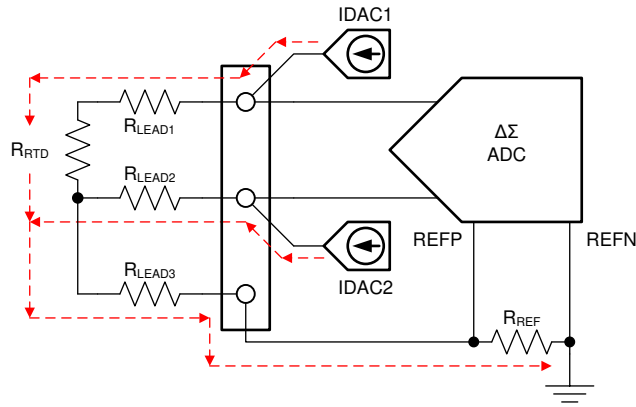 IDAC1
RLEAD1
ΔΣ
ADC
RRTD
RLEAD2
REFP
REFN
RLEAD3
IDAC2
RREF